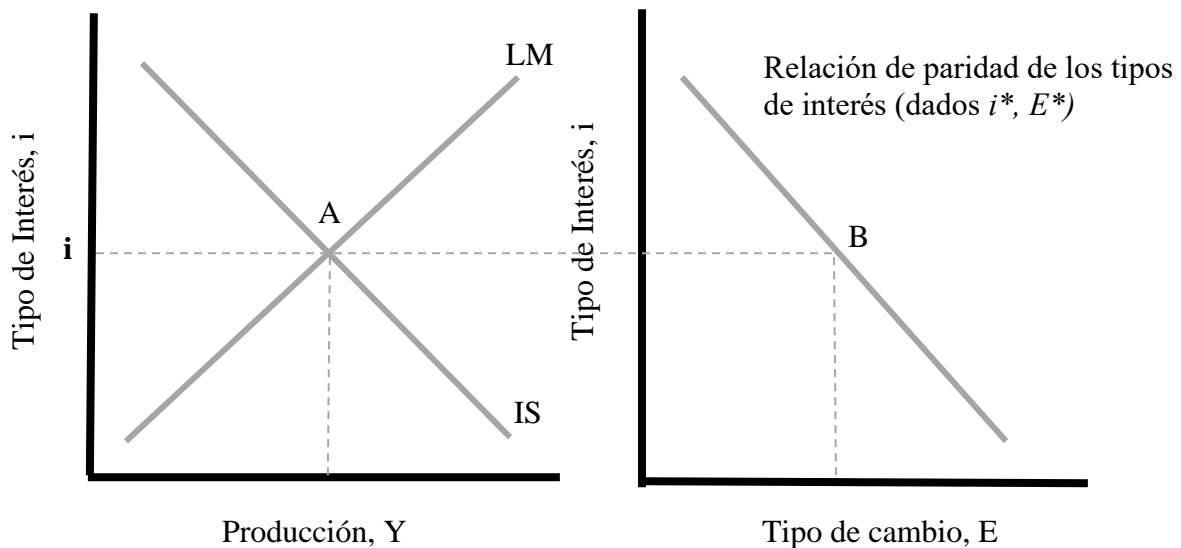 LM
Relación de paridad de los tipos
de interés (dados i*, E*)
Tipo de Interés, i
A
i
Tipo de Interés, i
B
IS
Producción, Y
Tipo de cambio, E